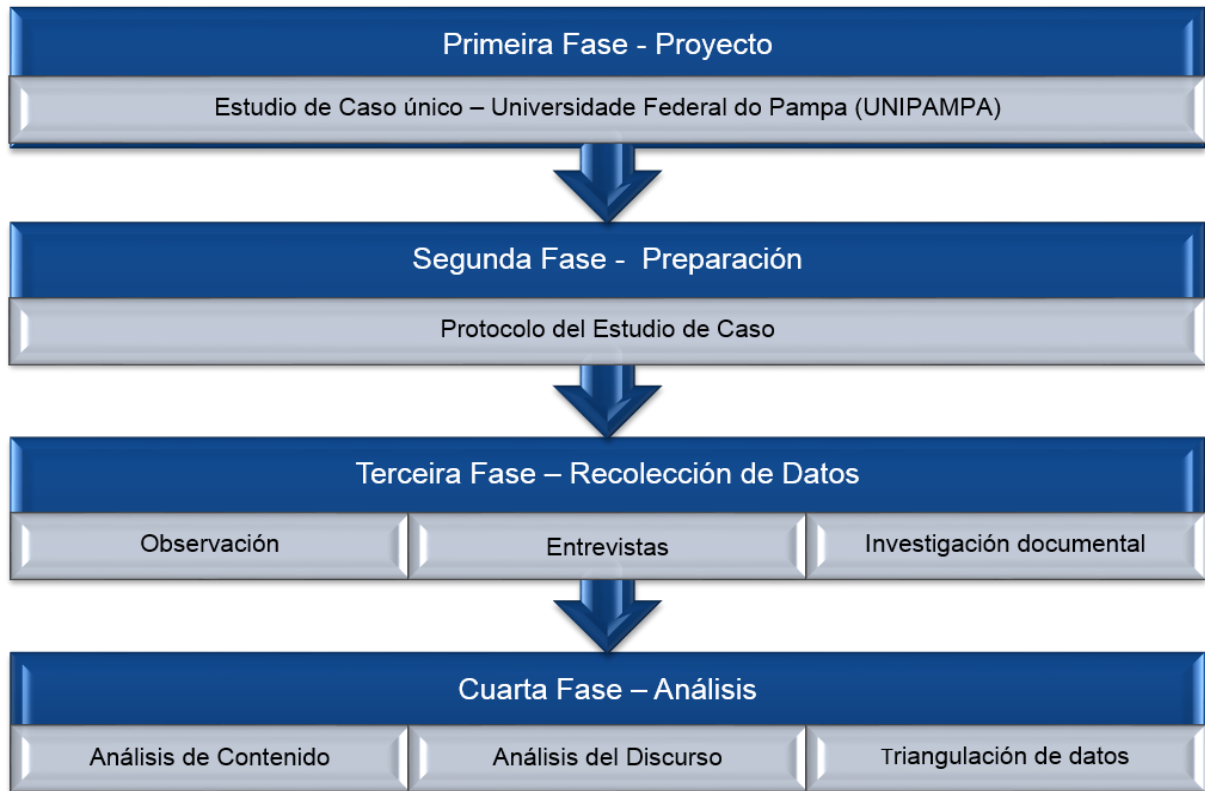 Primeira Fase - Proyecto
Estudio de Caso único – Universidade Federal do Pampa (UNIPAMPA)
Segunda Fase - Preparación
Protocolo del Estudio de Caso
Terceira Fase – Recolección de Datos
Observación
Entrevistas
Investigación documental
Cuarta Fase – Análisis
Análisis de Contenido
Análisis del Discurso
Triangulación de datos